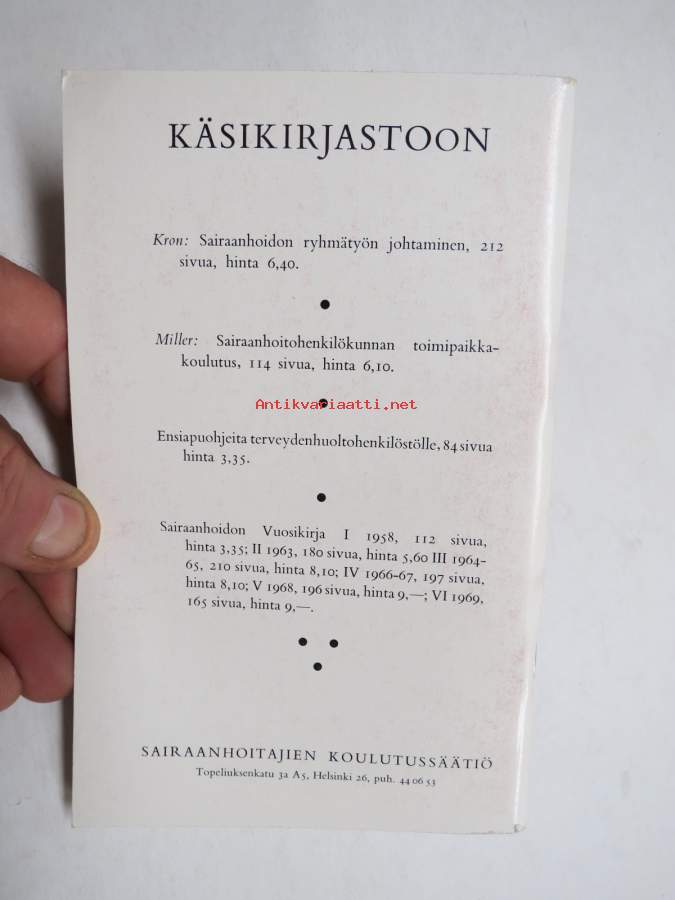 KÄSIKIRJASTOON
Kron: Sairaanhoidon ryhmätyön johtaminen, 212
sivua, hinta 6,40.
Miller: Sairaanhoitohenkilökunnan toimipaikka-
koulutus, 114 sivua, hinta 6,10.
Antikvariaatti.net
Ensiapuohjeita terveydenhuoltohenkilöstölle, 84 sivua
hinta 3,35.
Sairaanhoidon Vuosikirja I 1958, 112 sivua,
hinta 3,35; II 1963, 180 sivua, hinta 5,60 III 1964-
65, 210 sivua, hinta 8,10; IV 1966-67, 197 sivua,
hinta 8,10; V 1968, 196 sivua, hinta 9,—; VI 1969,
165 sivua, hinta 9,—.
SAIRAANHOITAJIEN KOULUTUSSÄÄTIÖ
Topeliuksenkatu 3a A5, Helsinki 26, puh. 44 06 53